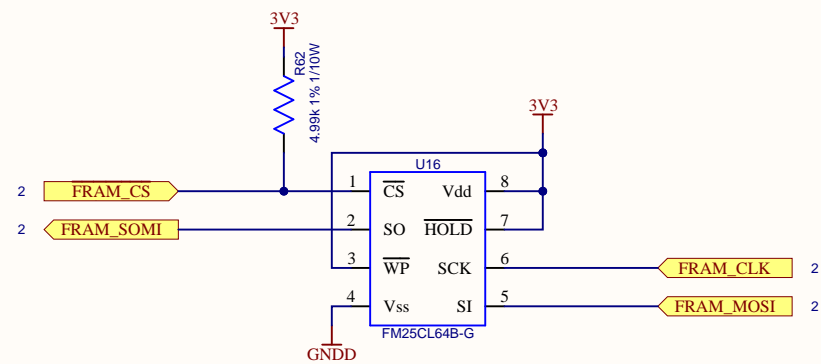 3V3
R62
4.99k 1% 1/10W
3V3
U16
2 FRAM_CS 1 CS Vdd 8
2 FRAM_SOMI 2 SO HOLD 7
3 WP SCK 6 FRAM_CLK 2
4 Vss SI 5 FRAM_MOSI 2
FM25CL64B-G
GNDD